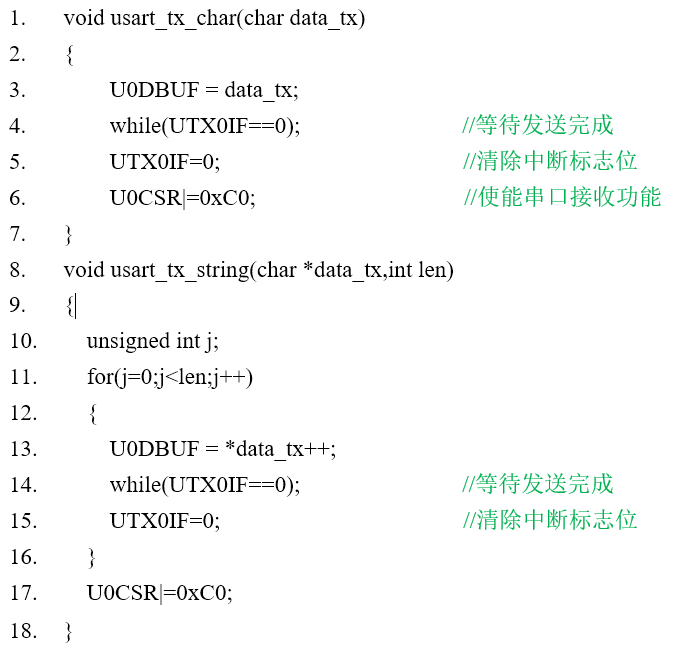 1. void usart_tx_char(char data_tx)
2. {
3. U0DBUF = data_tx;
4. while(UTX0IF==0); //等待发送完成
5. UTX0IF=0; //清除中断标志位
6. U0CSR|=0xC0; //使能串口接收功能
7. }
8. void usart_tx_string(char *data_tx,int len)
9. {
10. unsigned int j;
11. for(j=0;j<len;j++)
12. {
13. U0DBUF = *data_tx++;
14. while(UTX0IF==0); //等待发送完成
15. UTX0IF=0; //清除中断标志位
16. }
17. U0CSR|=0xC0;
18. }